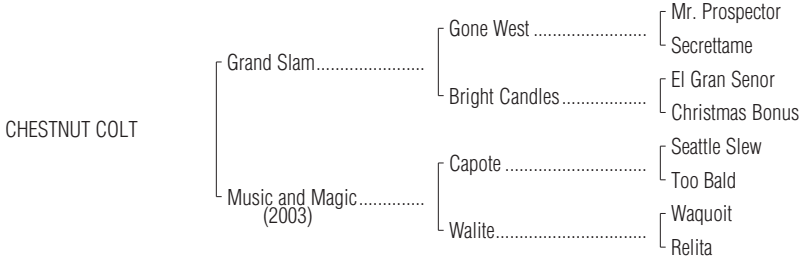 Mr. Prospector
Gone West ........................
Secrettame
Grand Slam.......................
El Gran Senor
Bright Candles..................
Christmas Bonus
CHESTNUT COLT
Seattle Slew
Capote ..............................
Too Bald
Music and Magic..............
(2003)
Waquoit
Walite................................
Relita